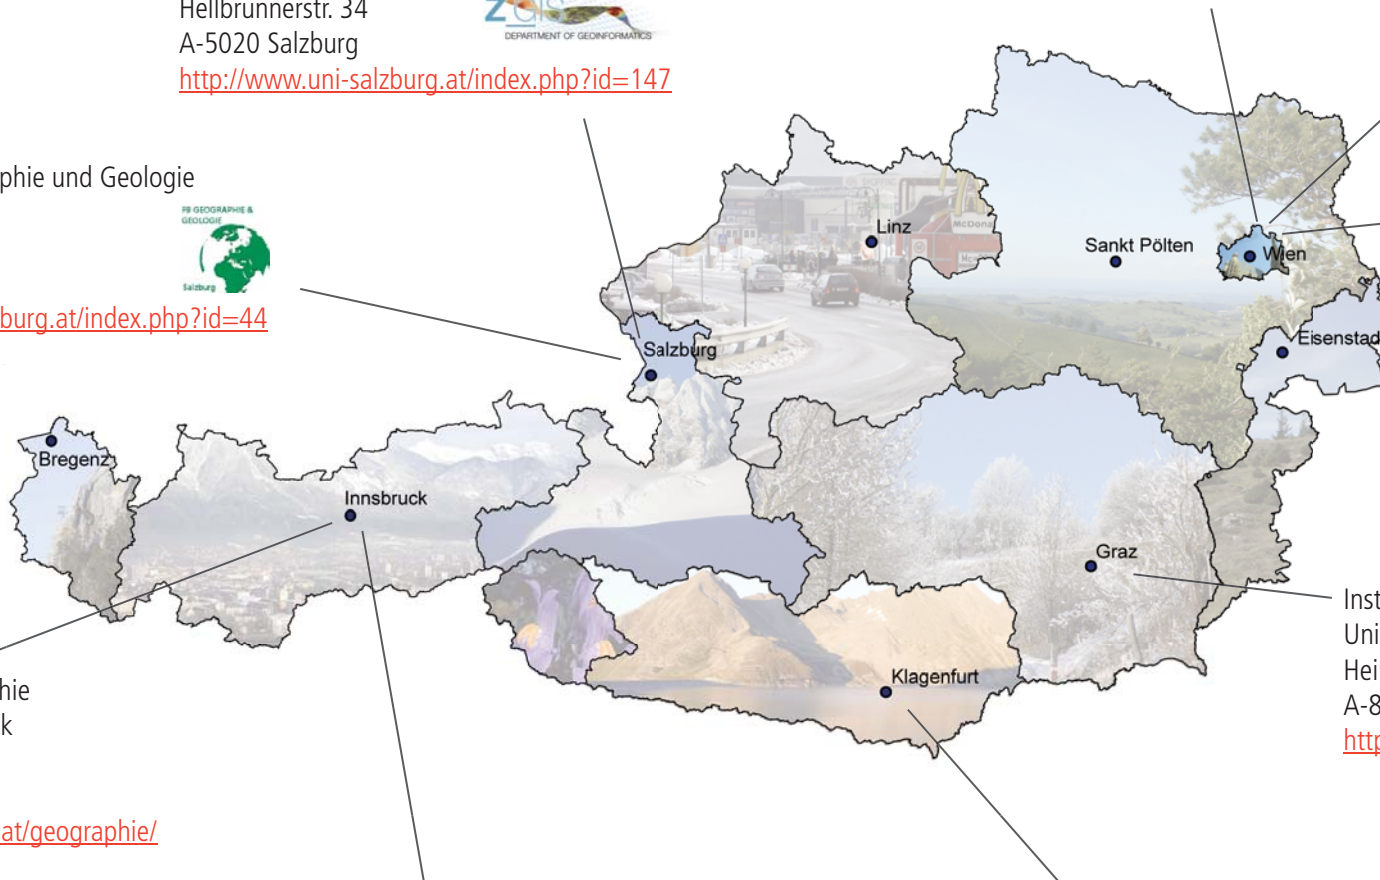 Hellbrunnerstr. 34
A-5020 Salzburg
http://www.uni-salzburg.at/index.php?id=147
DEPARTMENT OF GEOINFORMATICS
phie und Geologie
FB GEOGRAPHIE &
GEOLOGIE
Salzburg
burg.at/index.php?id=44
Linz
McDona
Sankt Pölten
Wien
Eisenstad
Salzburg
Bregenz
Innsbruck
Graz
Klagenfurt
Inst
Uni
Hei
A-8
http
hie
k
at/geographie/